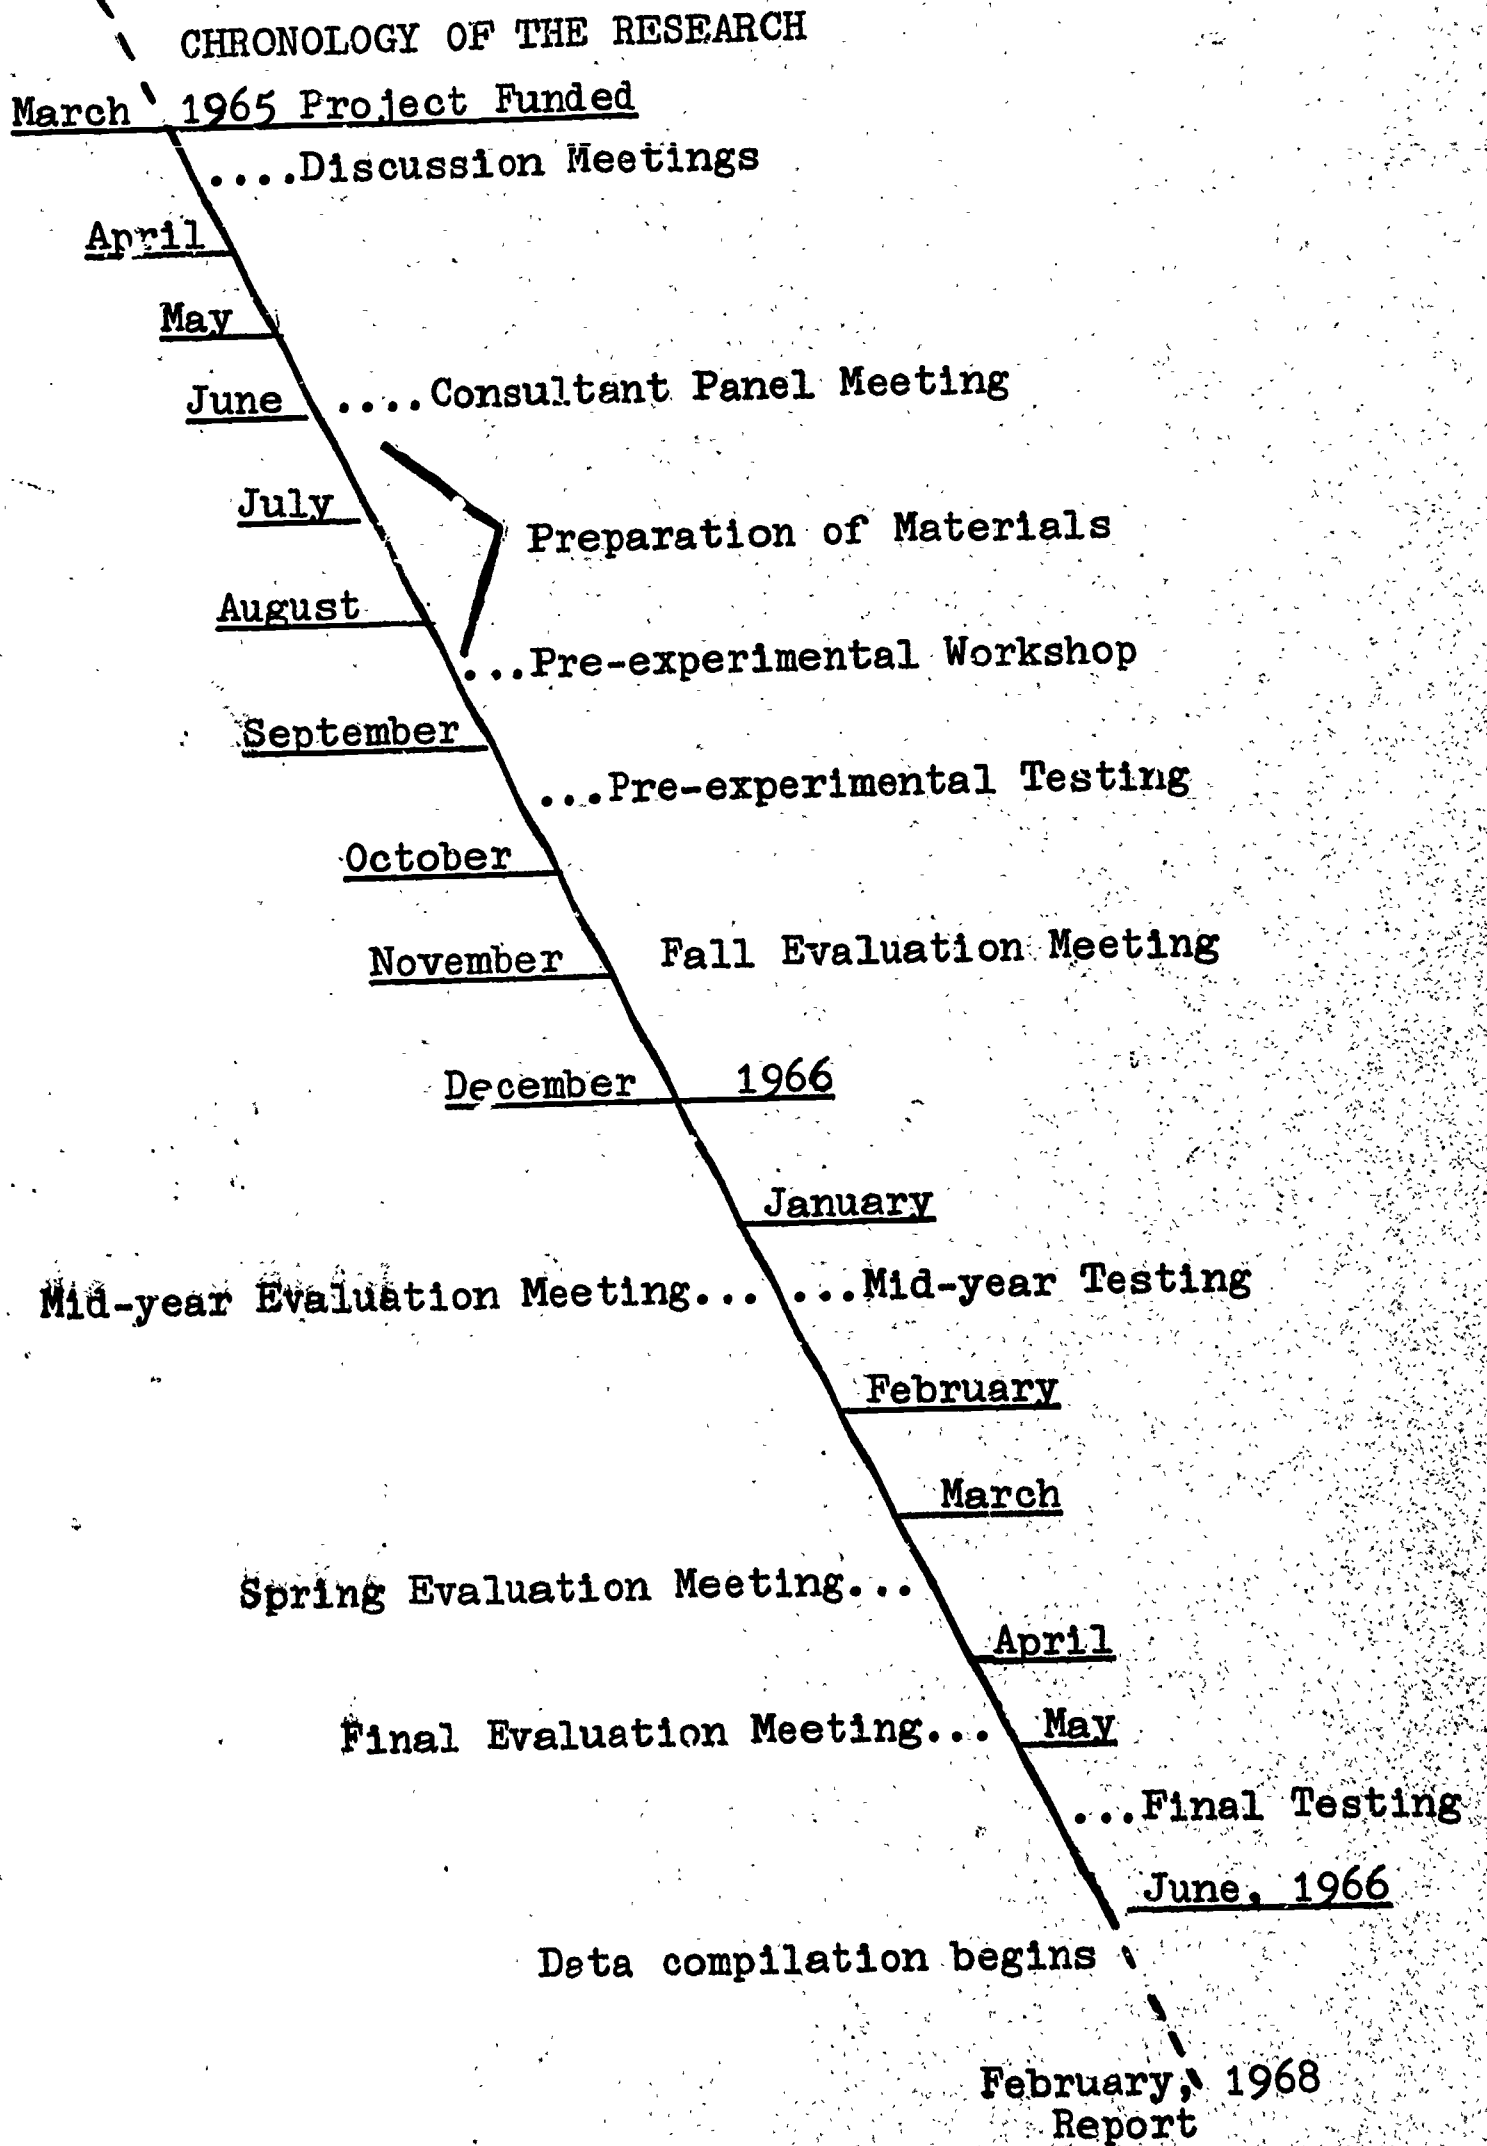 CHRONOLOGY OF THE RESEARCH
March 1965 Project Funded
....Discussion Meetings
April
May
June ....Consultant Panel Meeting
July
Preparation of Materials
August
...Pre-experimental Workshop
September
...Pre-experimental Testing
October
November Fall Evaluation Meeting
December 1966
January
Mid-year Evaluation Meeting... ...Mid-year Testing
February
March
Spring Evaluation Meeting...
April
Final Evaluation Meeting... May
...Final Testing
June, 1966
Data compilation begins
February, 1968
Report